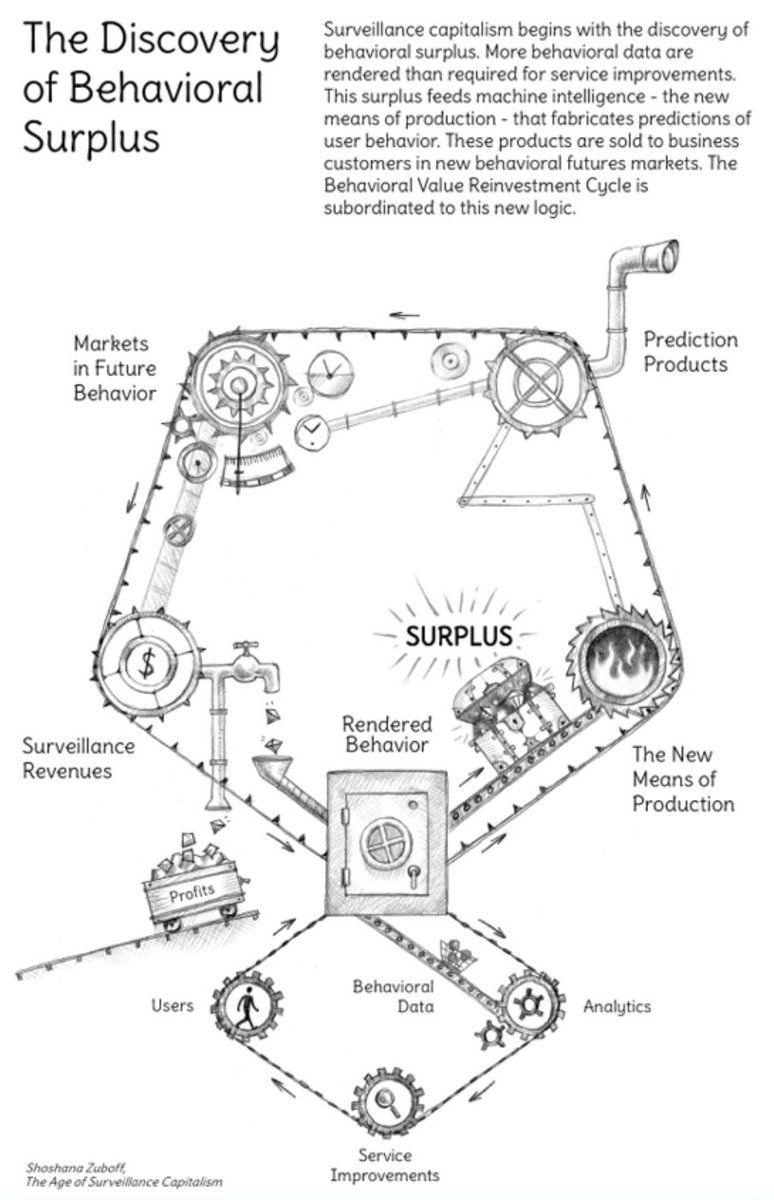 The Discovery
of Behavioral
Surplus
Surveillance capitalism begins with the discovery of
behavioral surplus. More behavioral data are
rendered than required for service improvements.
This surplus feeds machine intelligence - the new
means of production - that fabricates predictions of
user behavior. These products are sold to business
customers in new behavioral futures markets. The
Behavioral Value Reinvestment Cycle is
subordinated to this new logic.
Markets
in Future
Behavior
Prediction
Products
SURPLUS
$
Surveillance
Revenues
Rendered
Behavior
The New
Means of
Production
Profits
Users
Behavioral
Data
Analytics
Service
Improvements
Shoshana Zuboff,
The Age of Surveillance Capitalism